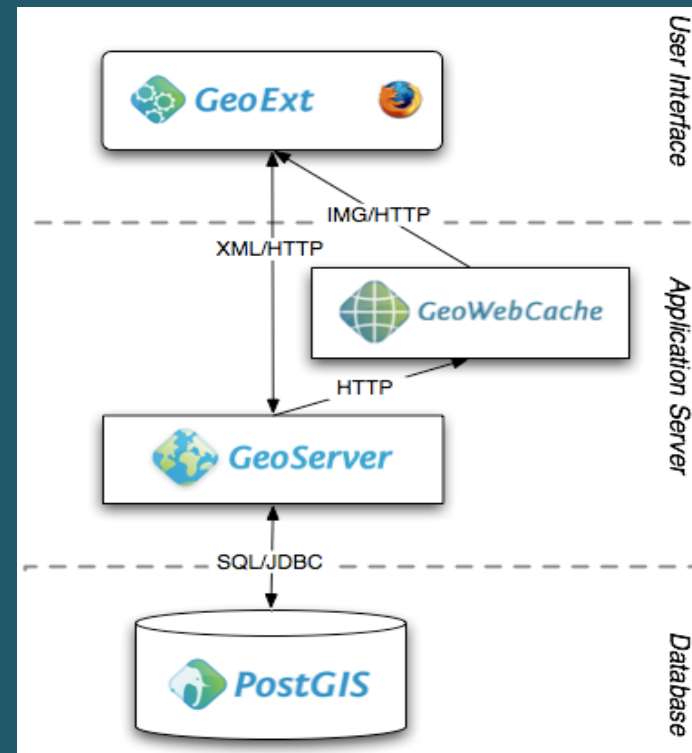 User Interface
GeoExt
IMG/HTTP
XML/HTTP
Application Server
GeoWebCache
HTTP
GeoServer
SQL/JDBC
Database
PostGIS